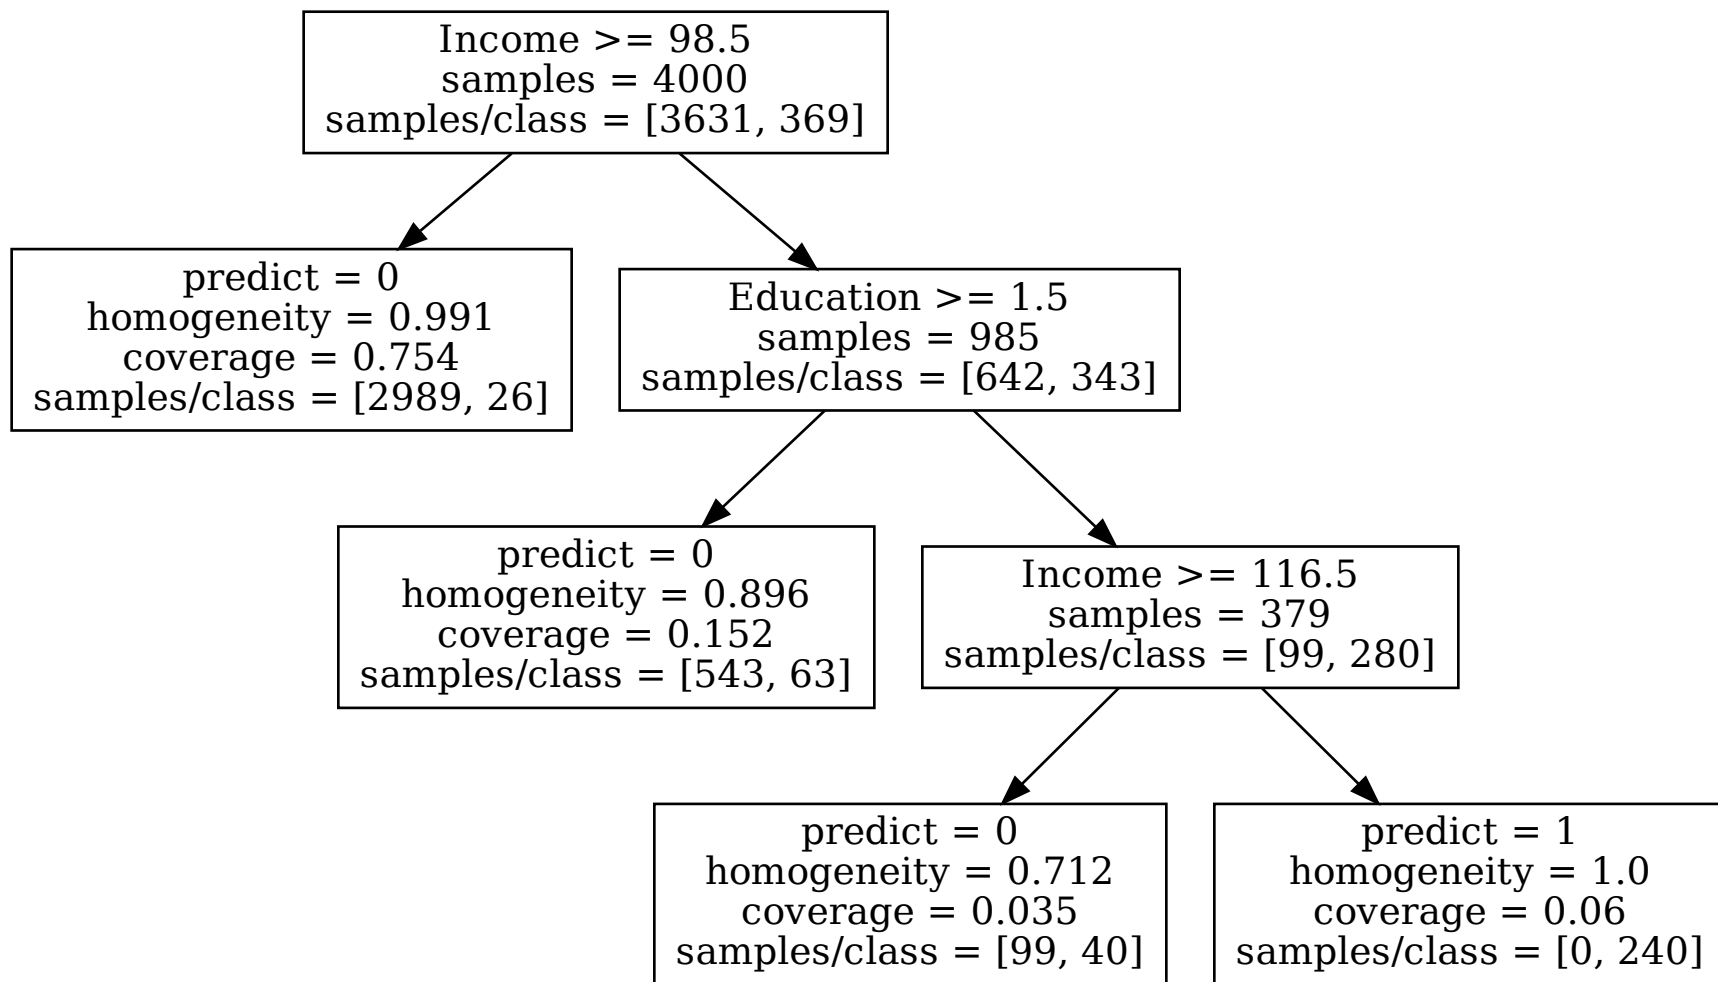 Income >= 98.5
samples = 4000
samples/class = [3631, 369]
predict = 0
homogeneity = 0.991
coverage = 0.754
samples/class = [2989, 26]
Education >= 1.5
samples = 985
samples/class = [642, 343]
predict = 0
homogeneity = 0.896
coverage = 0.152
samples/class = [543, 63]
Income >= 116.5
samples = 379
samples/class = [99, 280]
predict = 0
homogeneity = 0.712
coverage = 0.035
samples/class = [99, 40]
predict = 1
homogeneity = 1.0
coverage = 0.06
samples/class = [0, 240]